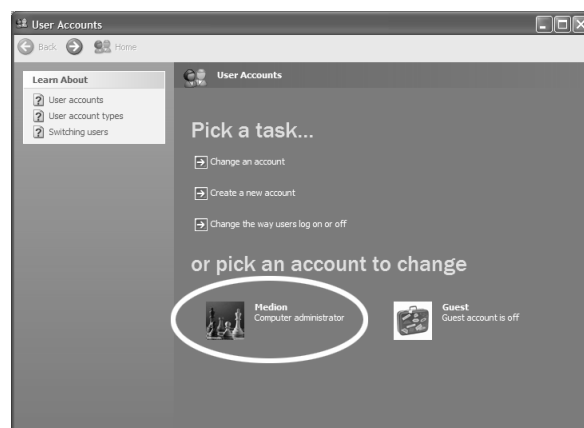 User Accounts
Back Home
Learn About
User accounts
User account types
Switching users
User Accounts
Pick a task...
Change an account
Create a new account
Change the way users log on or off
or pick an account to change
Medion
Computer administrator
Guest
Guest account is off